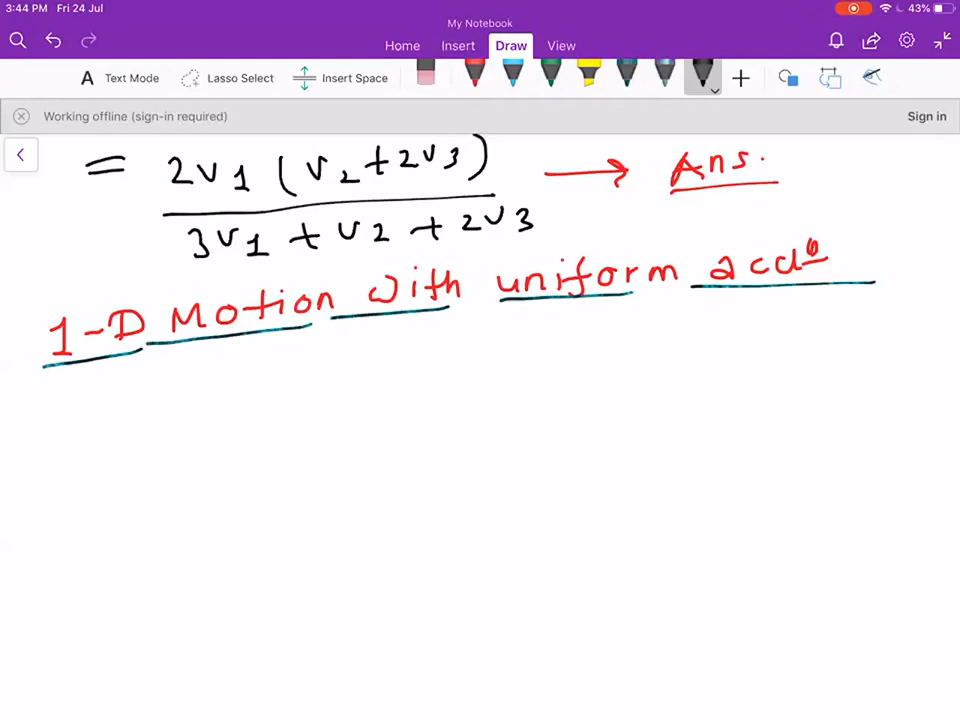 3:44 PM Fri 24 Jul
43%
My Notebook
Home Insert Draw View
A Text Mode Lasso Select Insert Space
Working offline (sign-in required) Sign in
= 2v1 (v2+2v3) → Ans.
3v1 + v2 + 2v3
1-D Motion with uniform